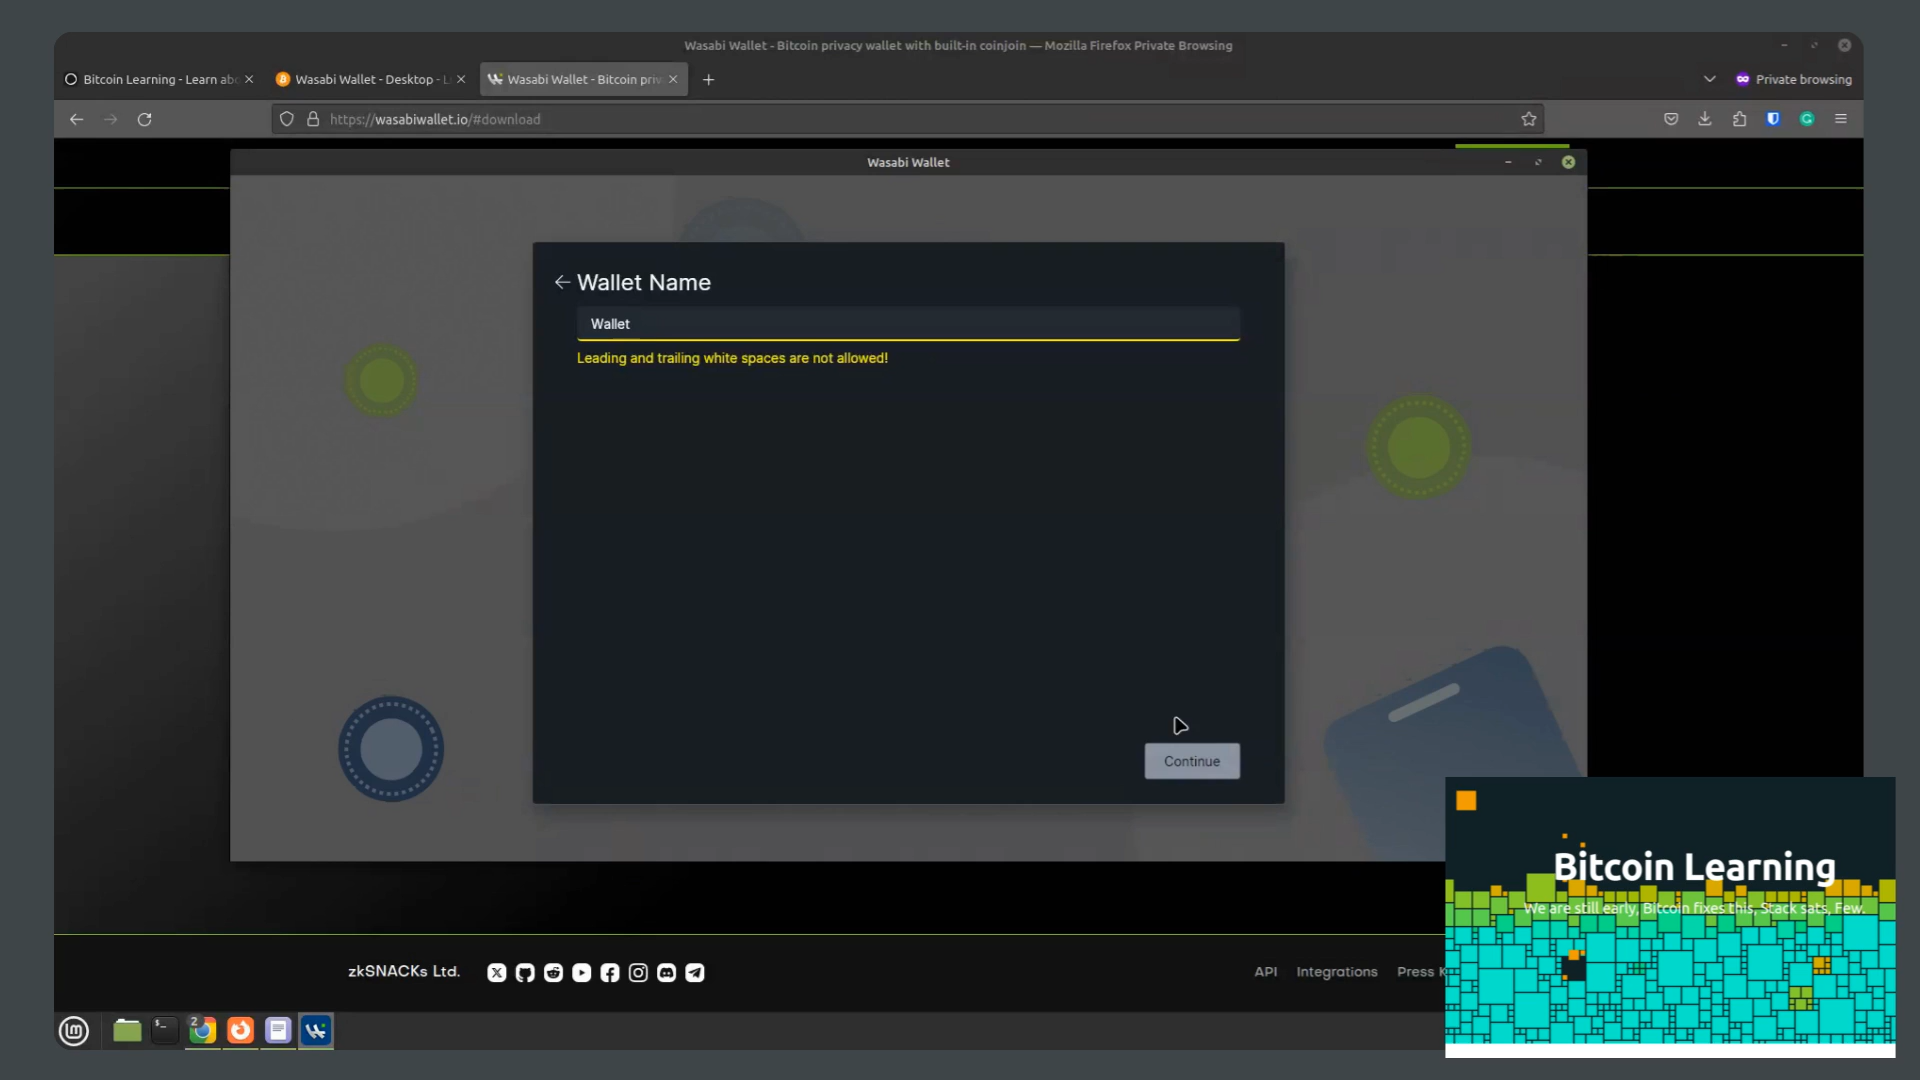 Wasabi Wallet - Bitcoin privacy wallet with built-in coinjoin — Mozilla Firefox Private Browsing
Bitcoin Learning - Learn abo
Wasabi Wallet - Desktop - L
Wasabi Wallet - Bitcoin priv
Private browsing
https://wasabiwallet.io/#download
Wasabi Wallet
Wallet Name
Wallet
Leading and trailing white spaces are not allowed!
Continue
Bitcoin Learning
We are still early, Bitcoin fixes this, Stack sats, Few.
zkSNACKs Ltd.
API
Integrations
Press K
2